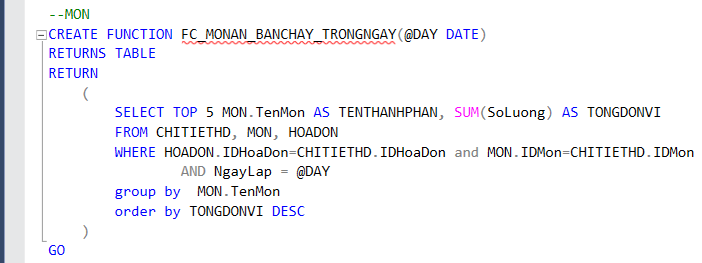 --MON
CREATE FUNCTION FC_MONAN_BANCHAY_TRONGNGAY(@DAY DATE)
RETURNS TABLE
RETURN
(
SELECT TOP 5 MON.TenMon AS TENTHANHPHAN, SUM(SoLuong) AS TONGDONVI
FROM CHITIETHD, MON, HOADON
WHERE HOADON.IDHoaDon=CHITIETHD.IDHoaDon and MON.IDMon=CHITIETHD.IDMon
AND NgayLap = @DAY
group by  MON.TenMon
order by TONGDONVI DESC
)
GO